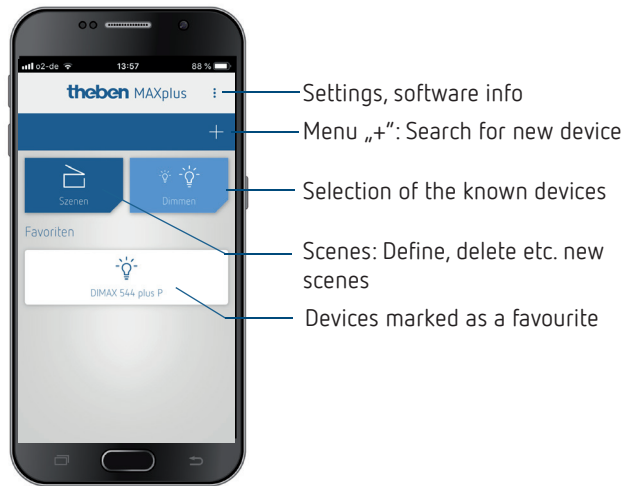 o2-de 13:57 88 %
theben MAXplus
Settings, software info
+
Menu „+“: Search for new device
Szenen
Dimmen
Selection of the known devices
Favoriten
Scenes: Define, delete etc. new
scenes
DIMAX 544 plus P
Devices marked as a favourite